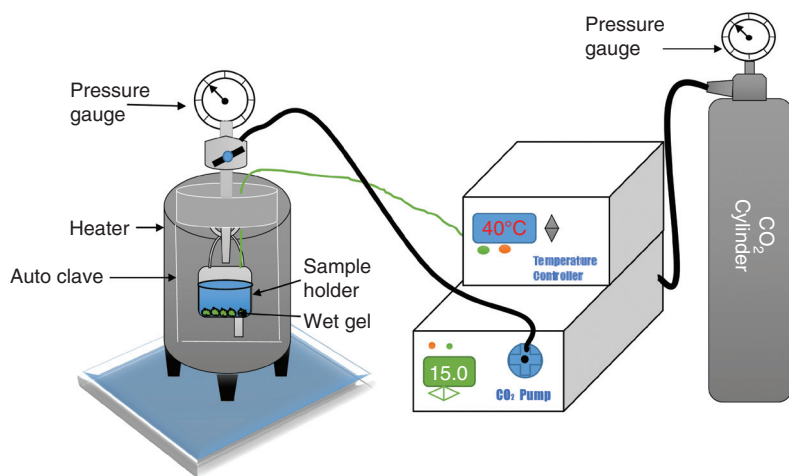 Pressure
gauge
Pressure
gauge
Heater
Auto clave
Sample
holder
Wet gel
40°C
Temperature
Controller
15.0
CO₂ Pump
CO₂
Cylinder